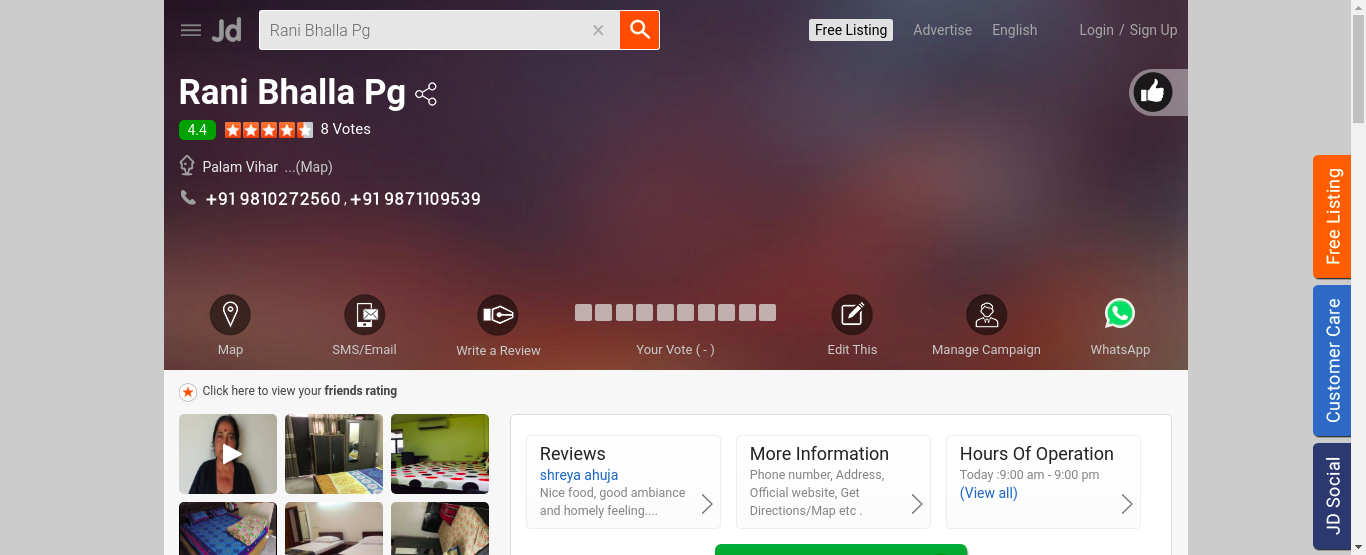 Jd Rani Bhalla Pg × Free Listing Advertise English Login / Sign Up
Rani Bhalla Pg
4.4 8 Votes
Palam Vihar ...(Map)
+91 9810272560 , +91 9871109539
Map SMS/Email Write a Review Your Vote ( - ) Edit This Manage Campaign WhatsApp
Click here to view your friends rating
Reviews
shreya ahuja
Nice food, good ambiance
and homely feeling....
More Information
Phone number, Address,
Official website, Get
Directions/Map etc .
Hours Of Operation
Today :9:00 am - 9:00 pm
(View all)
Free Listing
Customer Care
JD Social